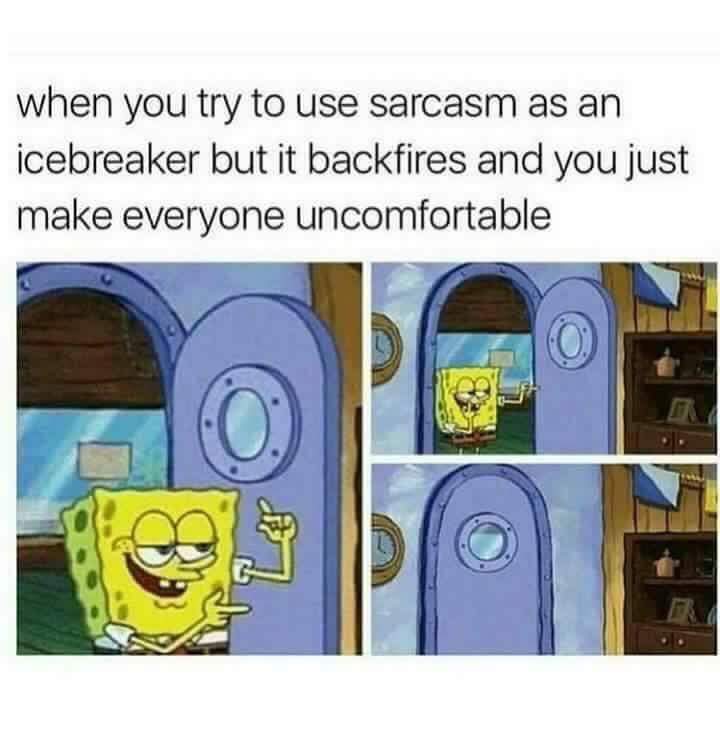 when you try to use sarcasm as an
icebreaker but it backfires and you just
make everyone uncomfortable